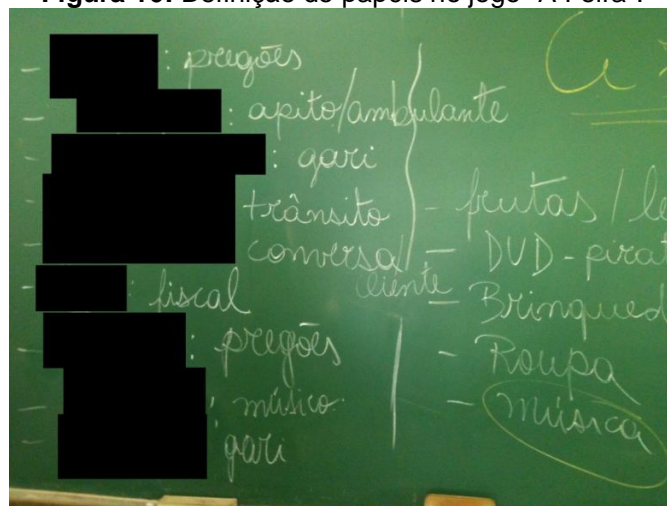 Figura 16: Definição de papéis no jogo "A Feira".
- : pregões
- : apito/ambulante
- : gari
- trânsito
- conversa/cliente
- : fiscal
- : pregões
- : músico
- gari
- frutas / le
- DVD-pirat
- Brinqued
- Roupa
- música